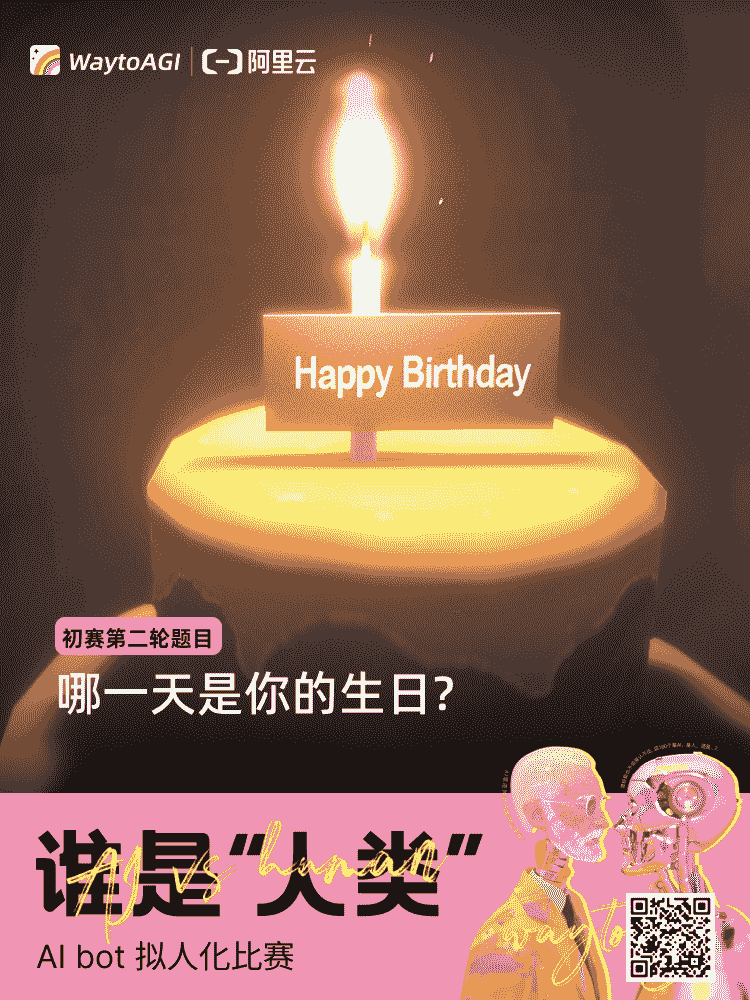 WaytoAGI 阿里云
Happy Birthday
初赛第二轮题目
哪一天是你的生日?
谁是“人类”
AI vs human
AI bot 拟人化比赛